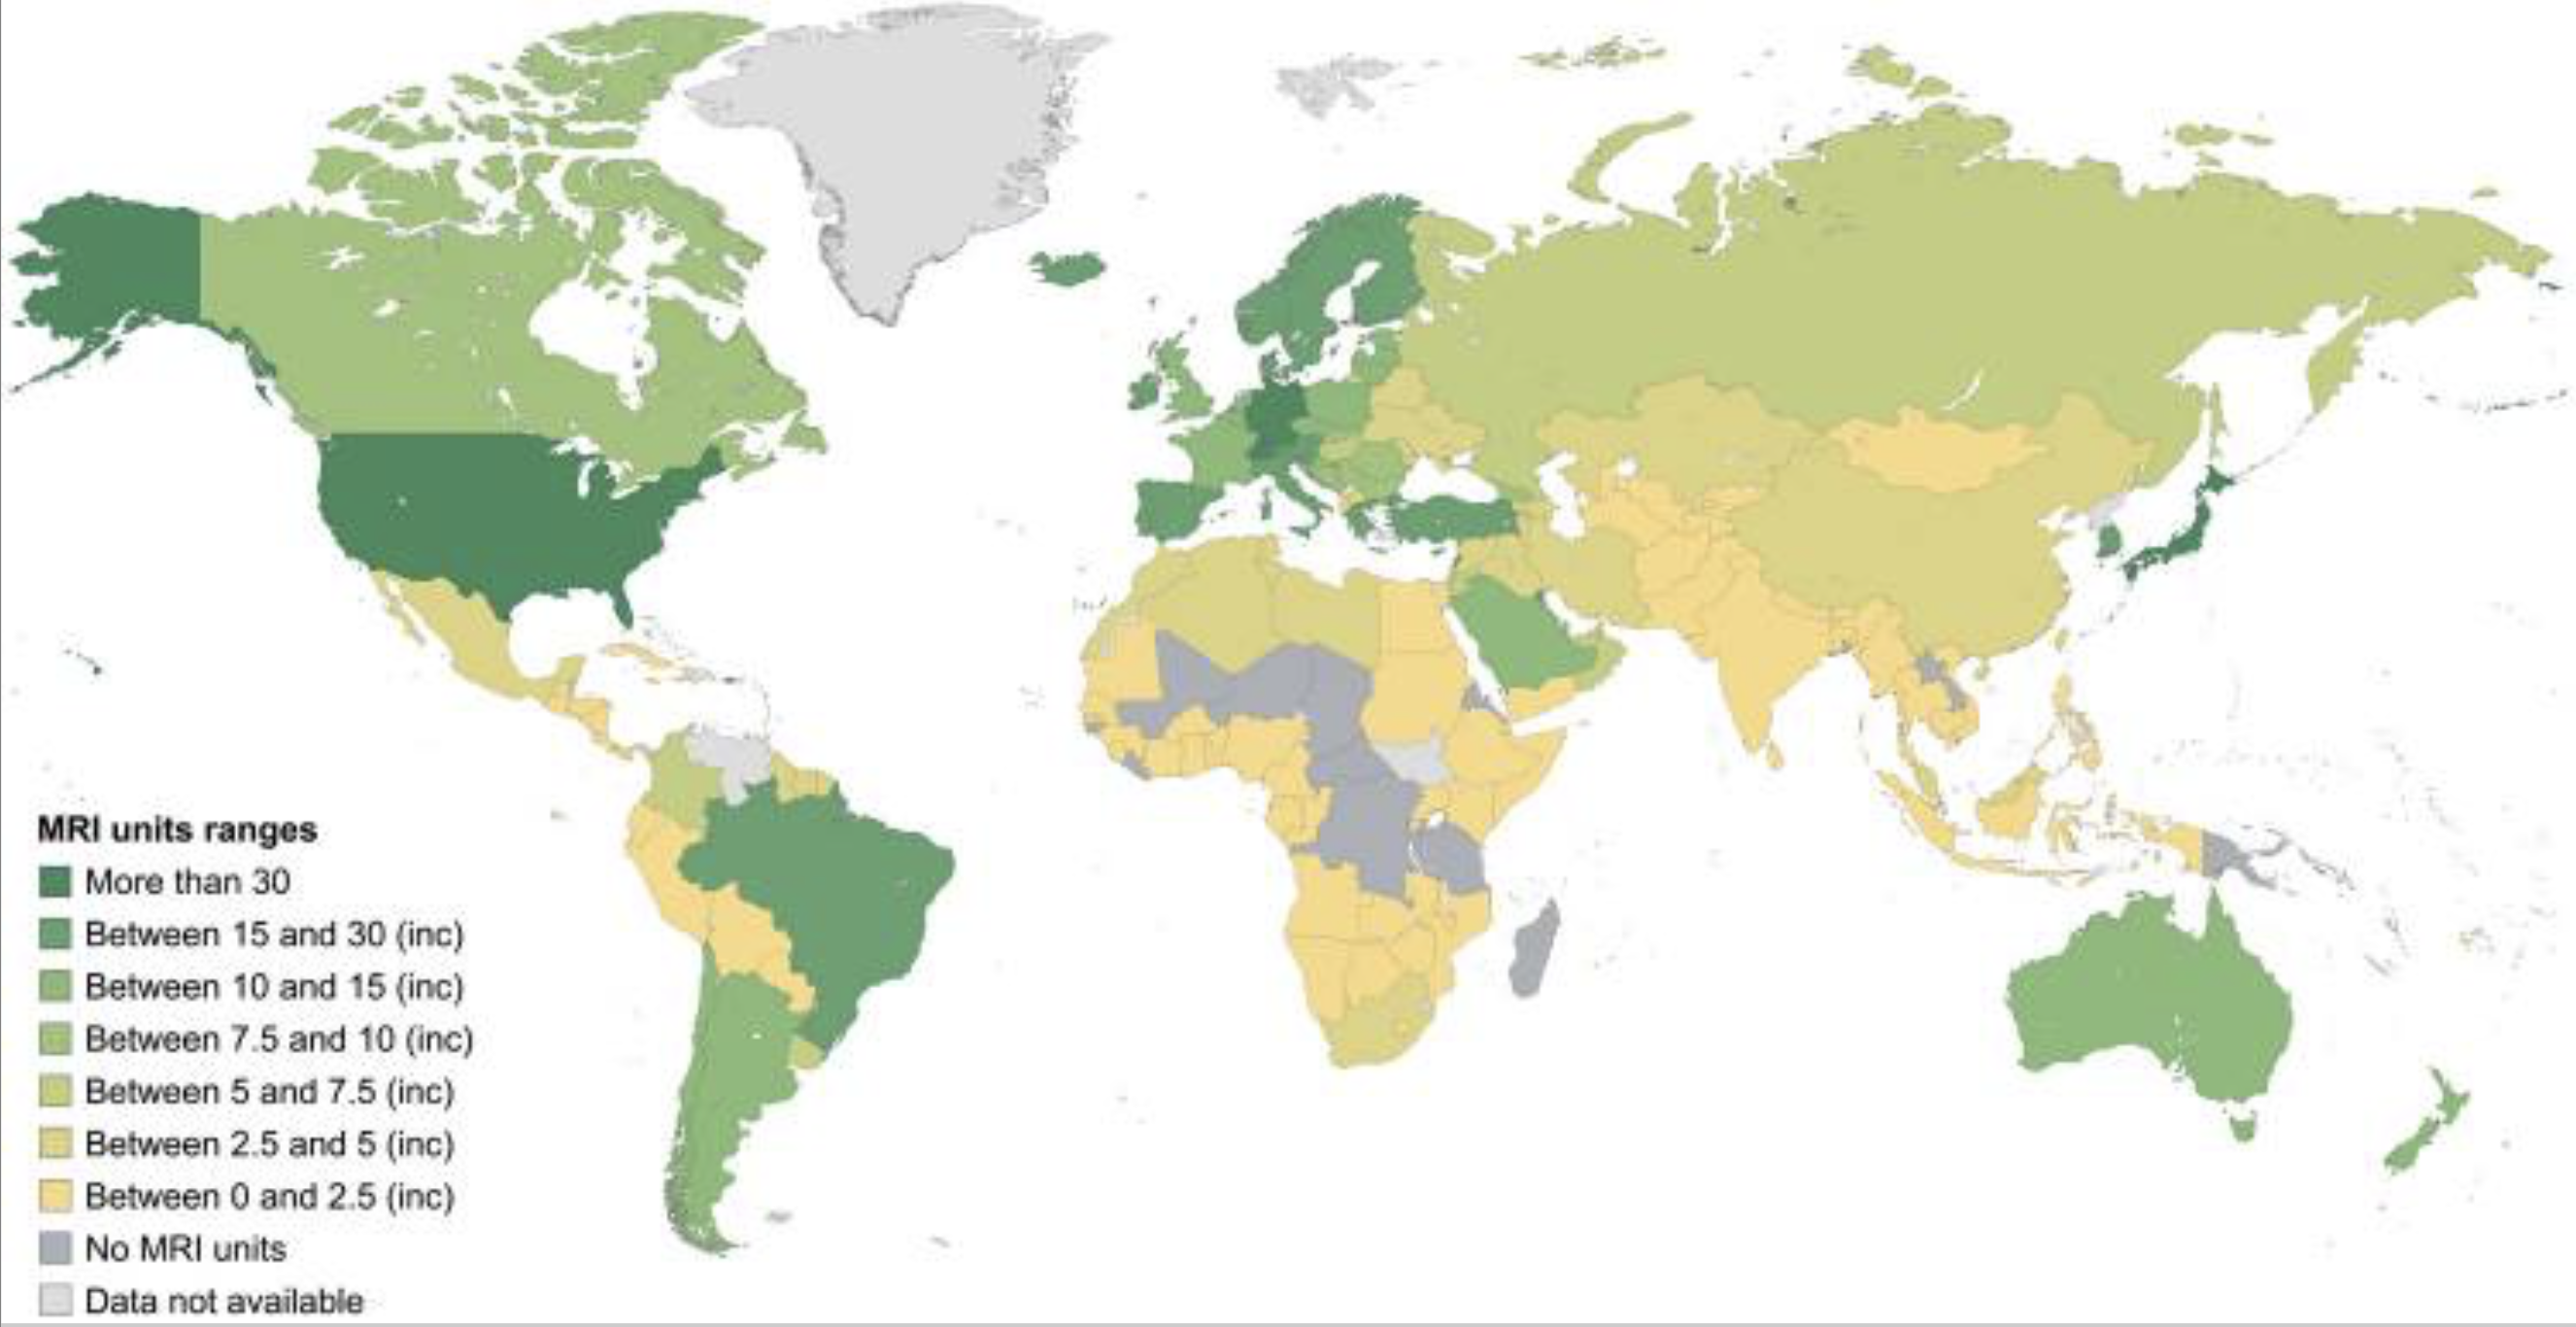 MRI units ranges
More than 30
Between 15 and 30 (inc)
Between 10 and 15 (inc)
Between 7.5 and 10 (inc)
Between 5 and 7.5 (inc)
Between 2.5 and 5 (inc)
Between 0 and 2.5 (inc)
No MRI units
Data not available